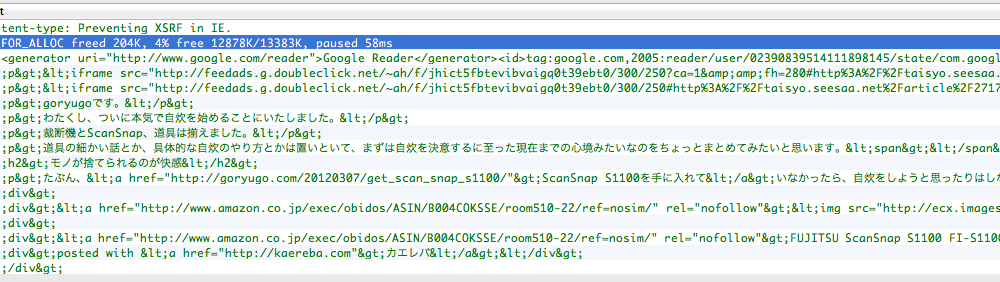 t
tent-type: Preventing XSRF in IE.
FOR_ALLOC freed 204K, 4% free 12878K/13383K, paused 58ms
<generator uri="http://www.google.com/reader">Google Reader</generator><id>tag:google.com,2005:reader/user/02390839514111898145/state/com.googl
;p&gt;&lt;iframe src="http://feedads.g.doubleclick.net/~ah/f/jhict5fbtevibvaigq0t39ebt0/300/250?ca=1&amp;amp;fh=280#http%3A%2F%2Ftaisyo.seesaa.
;p&gt;&lt;iframe src="http://feedads.g.doubleclick.net/~ah/f/jhict5fbtevibvaigq0t39ebt0/300/250#http%3A%2F%2Ftaisyo.seesaa.net%2Farticle%2F2717
;p&gt;goryugoです。&lt;/p&gt;
;p&gt;わたくし、ついに本気で自炊を始めることにいたしました。&lt;/p&gt;
;p&gt;裁断機とScanSnap、道具は揃えました。&lt;/p&gt;
;p&gt;道具の細かい話とか、具体的な自炊のやり方とかは置いといて、まずは自炊を決意するに至った現在までの心境みたいなのをちょっとまとめてみたいと思います。&lt;span&gt;&lt;/span&
;h2&gt;モノが捨てられるのが快感&lt;/h2&gt;
;p&gt;たぶん、&lt;a href="http://goryugo.com/20120307/get_scan_snap_s1100/"&gt;ScanSnap S1100を手に入れて&lt;/a&gt;いなかったら、自炊をしようと思ったりはしな
;div&gt;
;div&gt;&lt;a href="http://www.amazon.co.jp/exec/obidos/ASIN/B004COKSSE/room510-22/ref=nosim/" rel="nofollow"&gt;&lt;img src="http://ecx.images
;div&gt;
;div&gt;&lt;a href="http://www.amazon.co.jp/exec/obidos/ASIN/B004COKSSE/room510-22/ref=nosim/" rel="nofollow"&gt;FUJITSU ScanSnap S1100 FI-S1100
;div&gt;posted with &lt;a href="http://kaereba.com"&gt;カエレバ&lt;/a&gt;&lt;/div&gt;
;/div&gt;